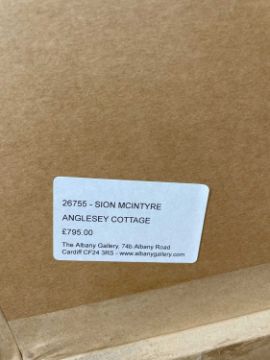 26755 - SION MCINTYRE
ANGLESEY COTTAGE
£795.00
The Albany Gallery, 74b Albany Road
Cardiff CF24 3RS - www.albanygallery.com